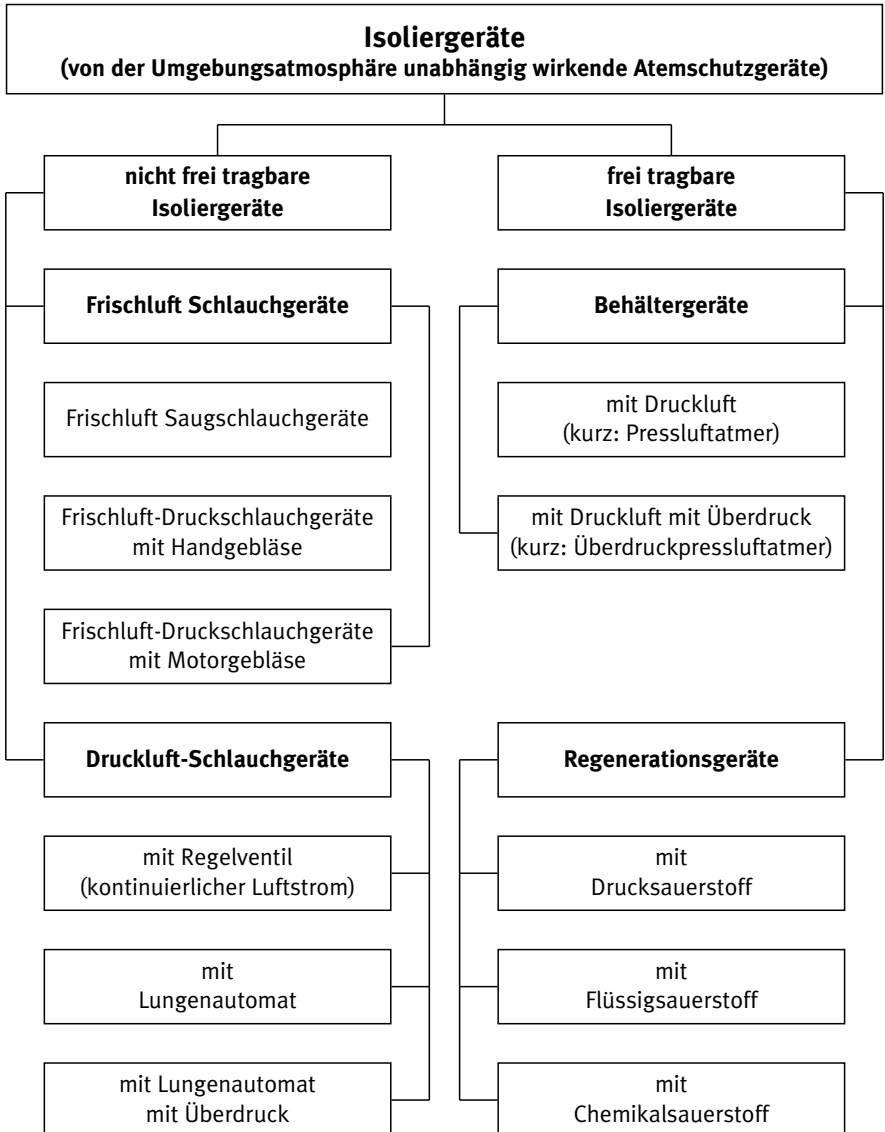 Isoliergeräte
(von der Umgebungsatmosphäre unabhängig wirkende Atemschutzgeräte)
nicht frei tragbare
Isoliergeräte
Frischluft Schlauchgeräte
Frischluft Saugschlauchgeräte
Frischluft-Druckschlauchgeräte
mit Handgebläse
Frischluft-Druckschlauchgeräte
mit Motorgebläse
Druckluft-Schlauchgeräte
mit Regelventil
(kontinuierlicher Luftstrom)
mit
Lungenautomat
mit Lungenautomat
mit Überdruck
frei tragbare
Isoliergeräte
Behältergeräte
mit Druckluft
(kurz: Pressluftatmer)
mit Druckluft mit Überdruck
(kurz: Überdruckpressluftatmer)
Regenerationsgeräte
mit
Drucksauerstoff
mit
Flüssigsauerstoff
mit
Chemikalsauerstoff